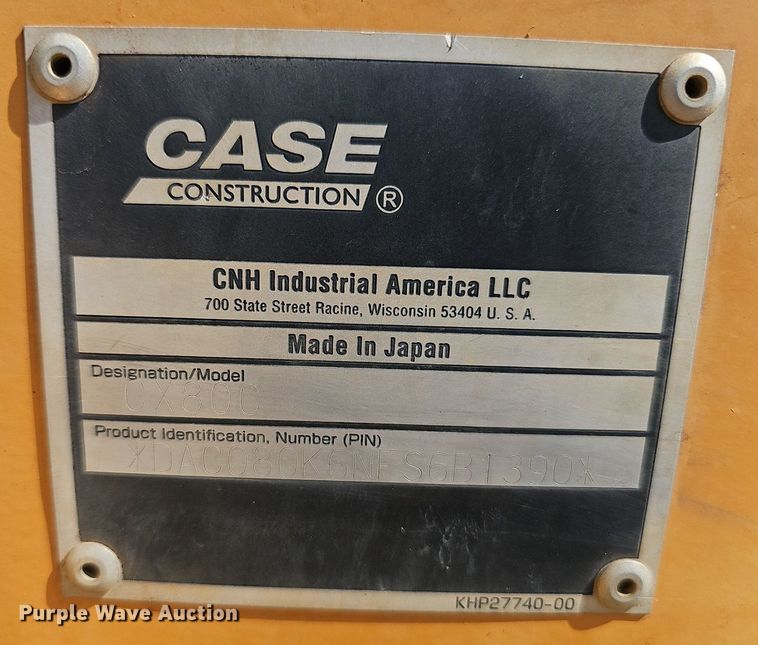 CASE
CONSTRUCTION ®
CNH Industrial America LLC
700 State Street Racine, Wisconsin 53404 U. S. A.
Made In Japan
Designation/Model
CX80C
Product Identification, Number (PIN)
*DAC080K6NFS6B1390*
KHP27740-00
Purple Wave Auction